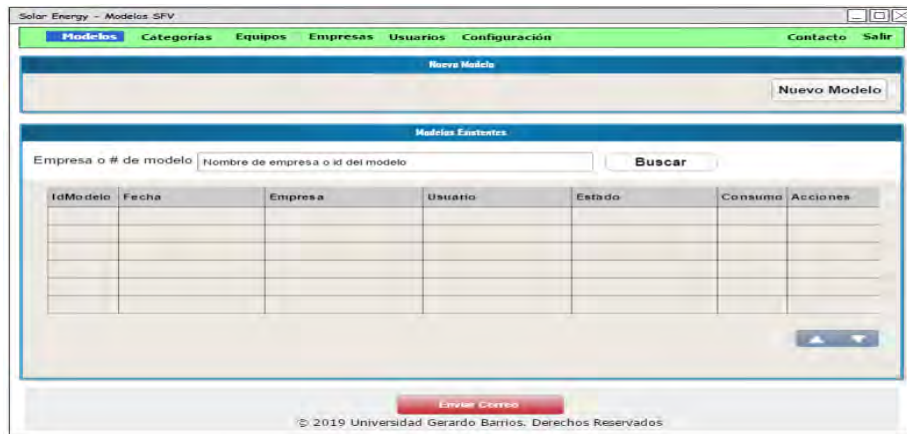 Solar Energy - Modelos SFV
Modelos Categorías Equipos Empresas Usuarios Configuración Contacto Salir
Nuevo Modelo
Nuevo Modelo
Modelos Existentes
Empresa o # de modelo Nombre de empresa o id del modelo Buscar
IdModelo Fecha Empresa Usuario Estado Consumo Acciones
Enviar Correo
© 2019 Universidad Gerardo Barrios. Derechos Reservados